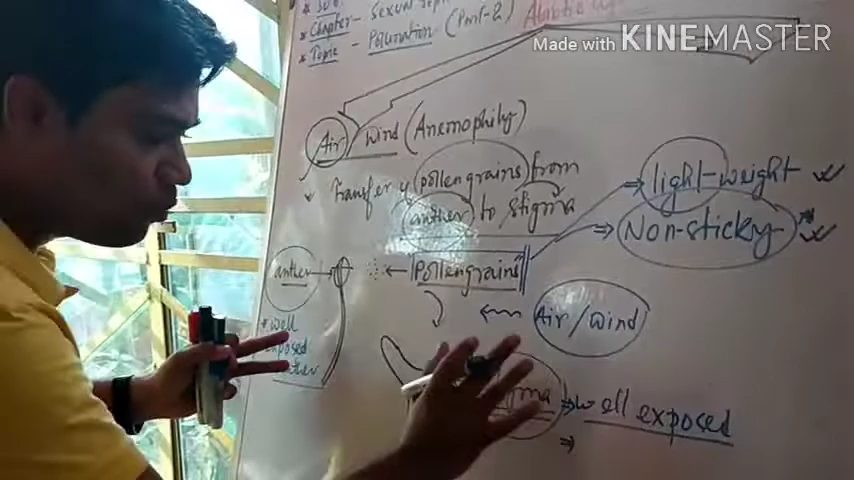 * Chapter - Sexual
(Part-2)
* Topic - Pollination
Abiotic
Made with KINEMASTER
Air wind (Anemophily)
Transfer of pollengrains from
anther to stigma
light-weight
Non-sticky
anther
Pollengrains
* well
exposed
Air/wind
well exposed